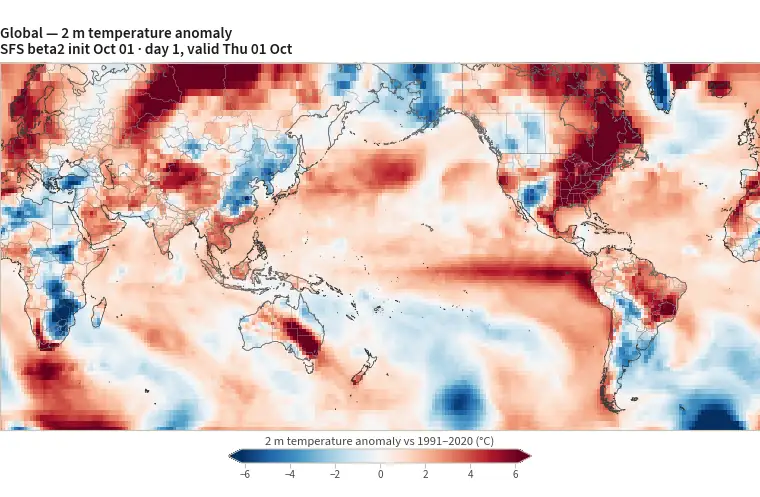 Global — 2 m temperature anomaly
SFS beta2 init Oct 01 · day 1, valid Thu 01 Oct
2 m temperature anomaly vs 1991–2020 (°C)
−6 −4 −2 0 2 4 6